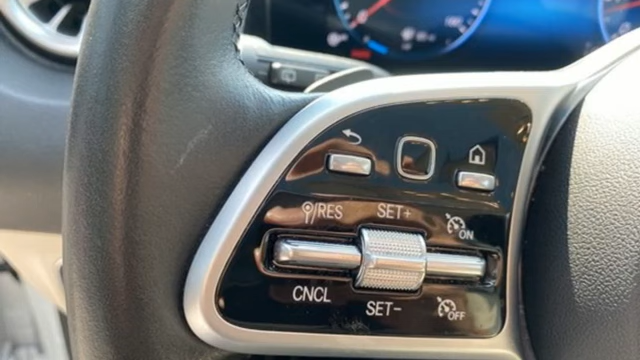 /RES SET+ ON
CNCL SET- OFF